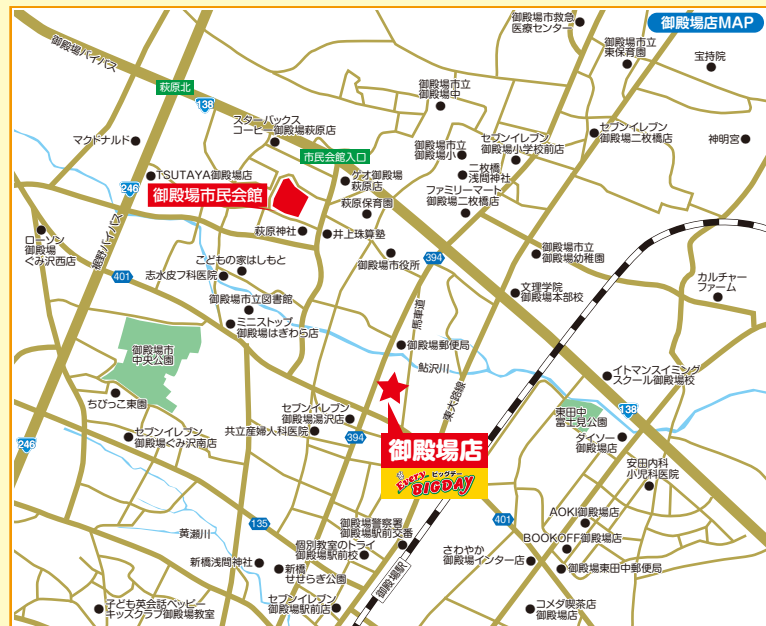 御殿場店MAP
御殿場市救急
医療センター
御殿場市立
東保育園
宝持院
御殿場バイパス
萩原北
138
御殿場市立
御殿場中
スターバックス
コーヒー御殿場萩原店
マクドナルド
市民会館入口
御殿場市立
御殿場小
セブンイレブン
御殿場小学校前店
セブンイレブン
御殿場二枚橋店
神明宮
TSUTAYA御殿場店
246
御殿場市民会館
ゲオ御殿場
萩原店
二枚橋
浅間神社
萩原保育園
ファミリーマート
御殿場二枚橋店
ローソン
御殿場
ぐみ沢西店
裾野バイパス
萩原神社
井上珠算塾
御殿場市役所
394
御殿場市立
御殿場幼稚園
こどもの家はしもと
志水皮フ科医院
401
カルチャー
ファーム
文理学院
御殿場本部校
御殿場市立図書館
ミニストップ
御殿場はぎわら店
馬車道
御殿場郵便局
鮎沢川
御殿場市
中央公園
イトマンスイミング
スクール御殿場校
ちびっこ東園
東大路線
138
東田中
富士見公園
セブンイレブン
御殿場湯沢店
共立産婦人科医院
394
セブンイレブン
御殿場ぐみ沢南店
246
ダイソー
御殿場店
御殿場店
Every
ビッグデー
BIGDAY
安田内科
小児科医院
AOKI御殿場店
401
135
黄瀬川
御殿場警察署
御殿場駅前交番
BOOKOFF御殿場店
個別教室のトライ
御殿場駅前校
さわやか
御殿場インター店
新橋浅間神社
新橋
せせらぎ公園
御殿場東田中郵便局
御殿場駅
子ども英会話ペッピー
キッズクラブ御殿場教室
セブンイレブン
御殿場駅前店
コメダ喫茶店
御殿場店